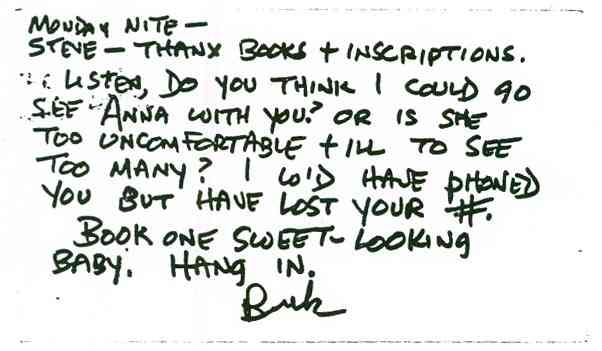 MONDAY NITE —
STEVE — THANX BOOKS + INSCRIPTIONS.
LISTEN, DO YOU THINK I COULD GO
SEE ANNA WITH YOU? OR IS SHE
TOO UNCOMFORTABLE + ILL TO SEE
TOO MANY? I WD HAVE PHONED
YOU BUT HAVE LOST YOUR #.
BOOK ONE SWEET-LOOKING
BABY. HANG IN.